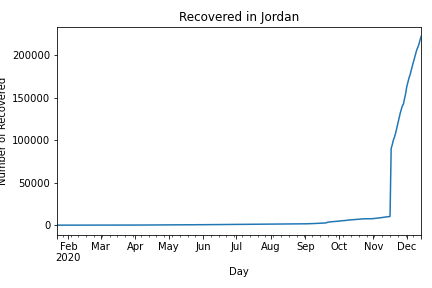 Recovered in Jordan
Number of Recovered
200000
150000
100000
50000
0
Feb Mar Apr May Jun Jul Aug Sep Oct Nov Dec
2020
Day